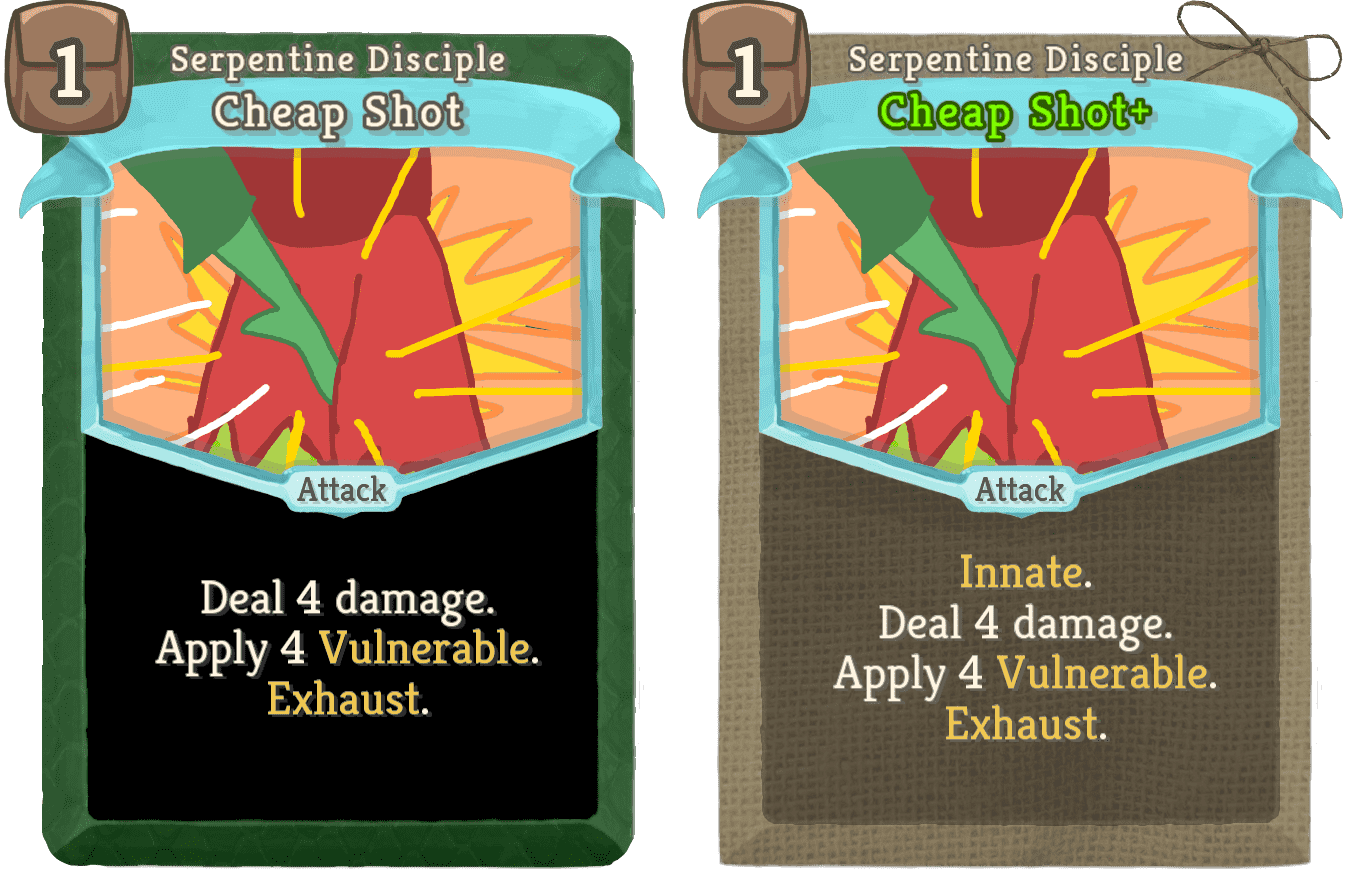 1
Serpentine Disciple
Cheap Shot
Attack
Deal 4 damage.
Apply 4 Vulnerable.
Exhaust.
1
Serpentine Disciple
Cheap Shot+
Attack
Innate.
Deal 4 damage.
Apply 4 Vulnerable.
Exhaust.